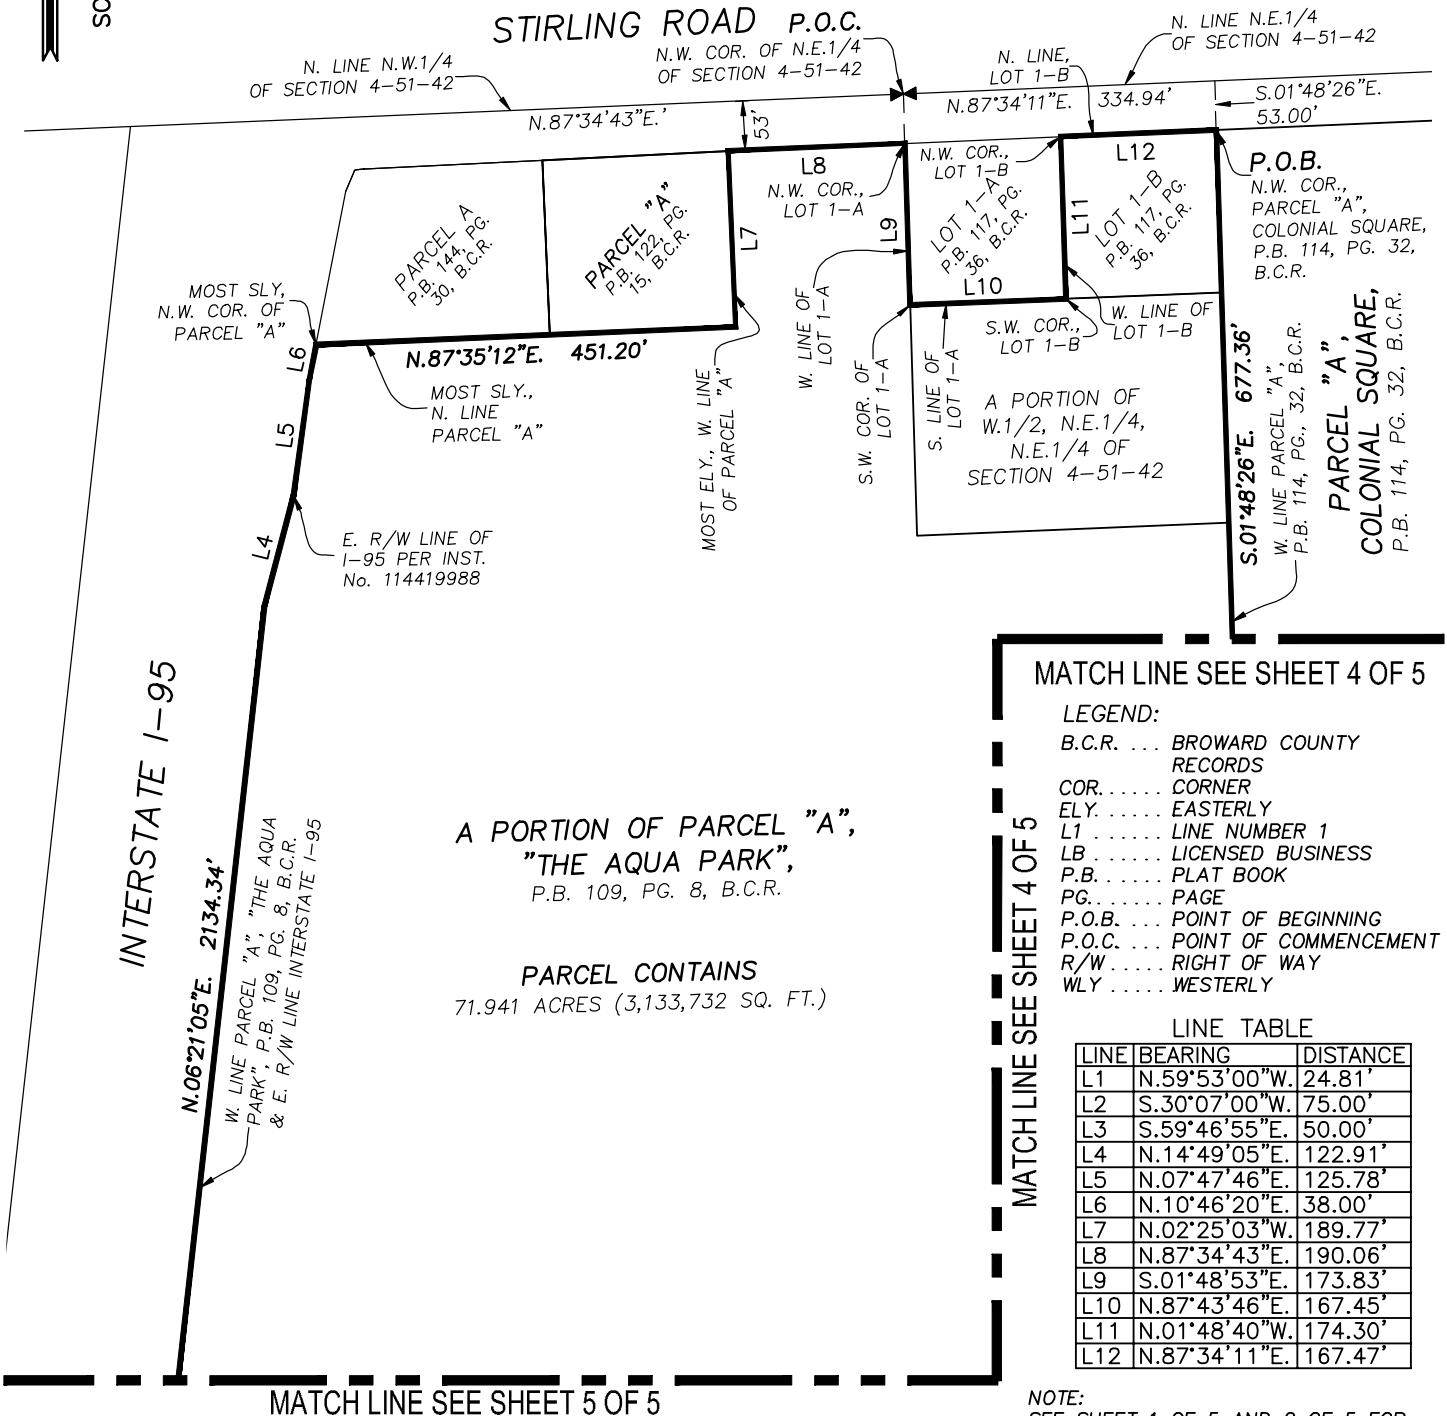 SO
STIRLING ROAD P.O.C.
N. LINE N.W.1/4
OF SECTION 4-51-42
N.W. COR. OF N.E.1/4
OF SECTION 4-51-42
N. LINE,
LOT 1-B
N. LINE N.E.1/4
OF SECTION 4-51-42
N.87°34'43"E.'
53'
N.87°34'11"E. 334.94'
S.01°48'26"E.
53.00'
L8
N.W. COR.,
LOT 1-A
N.W. COR.,
LOT 1-B
L12
P.O.B.
N.W. COR.,
PARCEL "A",
COLONIAL SQUARE,
P.B. 114, PG. 32,
B.C.R.
PARCEL A
P.B. 144, PG.
30, B.C.R.
PARCEL "A"
P.B. 122, PG.
15, B.C.R.
L7
L9
LOT 1-A
P.B. 117, PG.
36, B.C.R.
L11
LOT 1-B
P.B. 117, PG.
36, B.C.R.
L10
MOST SLY,
N.W. COR. OF
PARCEL "A"
L6
N.87°35'12"E. 451.20'
MOST SLY.,
N. LINE
PARCEL "A"
MOST ELY., W. LINE
OF PARCEL "A"
W. LINE OF
LOT 1-A
S.W. COR. OF
LOT 1-A
S. LINE OF
LOT 1-A
S.W. COR.,
LOT 1-B
W. LINE OF
LOT 1-B
A PORTION OF
W.1/2, N.E.1/4,
N.E.1/4 OF
SECTION 4-51-42
S.01°48'26"E. 677.36'
W. LINE PARCEL "A",
P.B. 114, PG., 32, B.C.R.
PARCEL "A",
COLONIAL SQUARE,
P.B. 114, PG. 32, B.C.R.
L5
L4
E. R/W LINE OF
I-95 PER INST.
No. 114419988
INTERSTATE I-95
N.06°21'05"E. 2134.34'
W. LINE PARCEL "A", "THE AQUA
PARK", P.B. 109, PG. 8, B.C.R.
& E. R/W LINE INTERSTATE I-95
A PORTION OF PARCEL "A",
"THE AQUA PARK",
P.B. 109, PG. 8, B.C.R.
PARCEL CONTAINS
71.941 ACRES (3,133,732 SQ. FT.)
MATCH LINE SEE SHEET 4 OF 5
MATCH LINE SEE SHEET 4 OF 5
LEGEND:
B.C.R. .... BROWARD COUNTY
RECORDS
COR. ...... CORNER
ELY. ...... EASTERLY
L1 ...... LINE NUMBER 1
LB ...... LICENSED BUSINESS
P.B. ...... PLAT BOOK
PG. ...... PAGE
P.O.B. .... POINT OF BEGINNING
P.O.C. .... POINT OF COMMENCEMENT
R/W ..... RIGHT OF WAY
WLY ..... WESTERLY
LINE TABLE
LINE BEARING DISTANCE
L1 N.59°53'00"W. 24.81'
L2 S.30°07'00"W. 75.00'
L3 S.59°46'55"E. 50.00'
L4 N.14°49'05"E. 122.91'
L5 N.07°47'46"E. 125.78'
L6 N.10°46'20"E. 38.00'
L7 N.02°25'03"W. 189.77'
L8 N.87°34'43"E. 190.06'
L9 S.01°48'53"E. 173.83'
L10 N.87°43'46"E. 167.45'
L11 N.01°48'40"W. 174.30'
L12 N.87°34'11"E. 167.47'
MATCH LINE SEE SHEET 5 OF 5
NOTE: